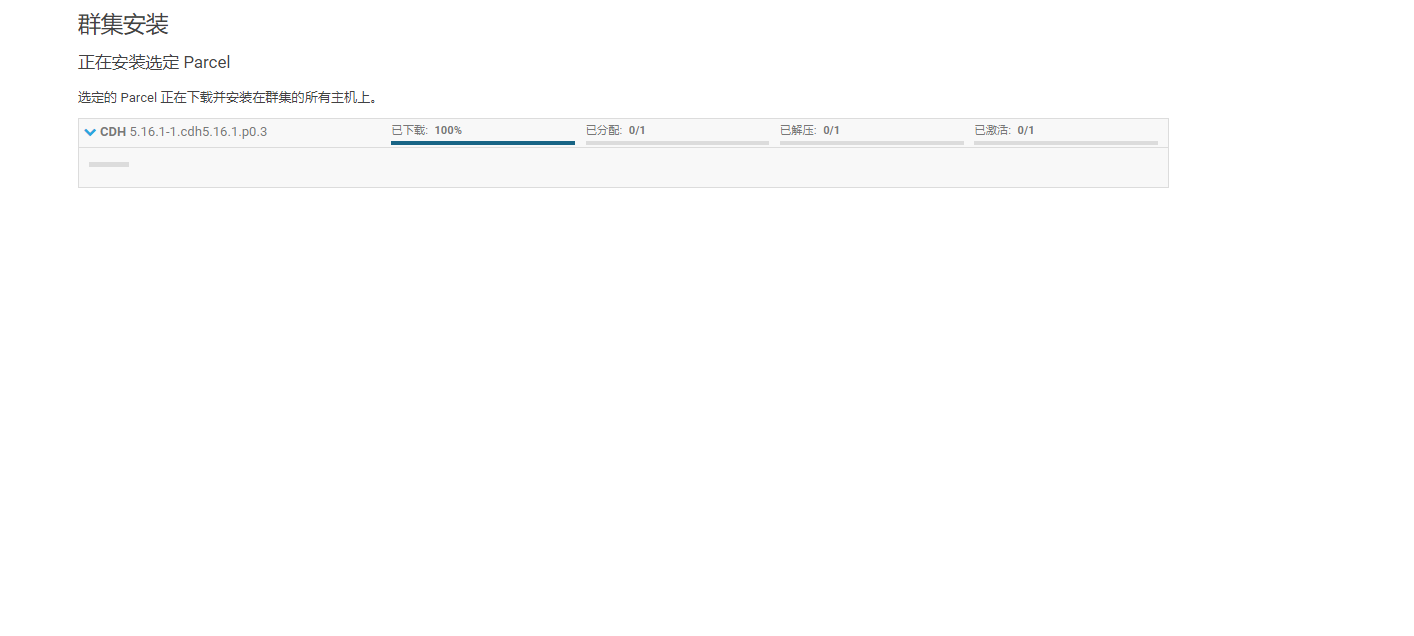 群集安装
正在安装选定 Parcel
选定的 Parcel 正在下载并安装在群集的所有主机上。
CDH 5.16.1-1.cdh5.16.1.p0.3 已下载: 100% 已分配: 0/1 已解压: 0/1 已激活: 0/1